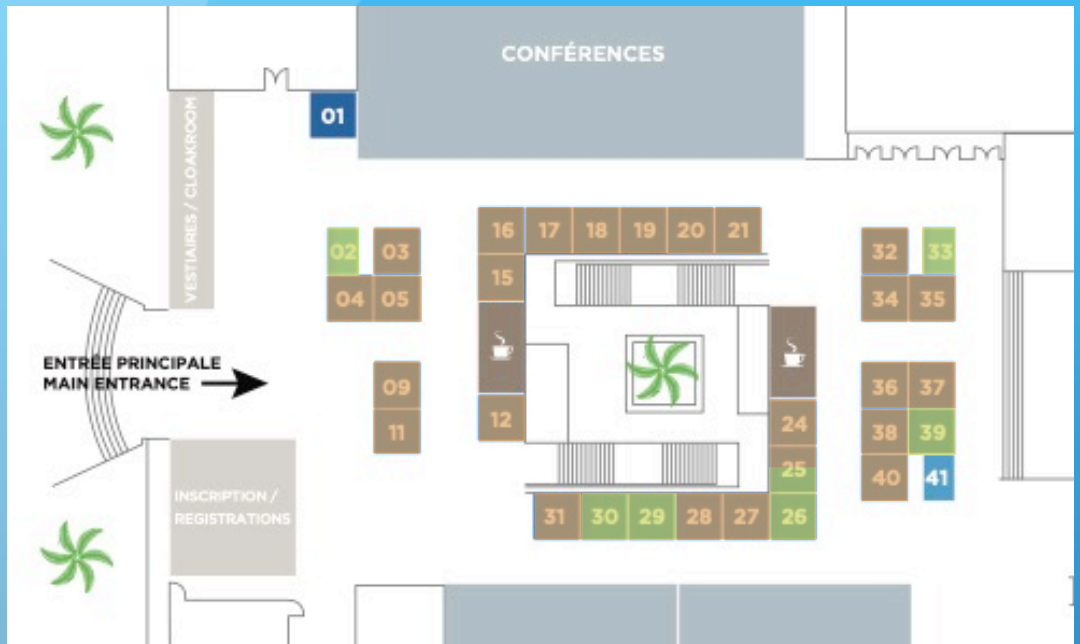 CONFÉRENCES
01
VESTIAIRES / CLOAKROOM
02 03
04 05
16 17 18 19 20 21
15
32 33
34 35
ENTRÉE PRINCIPALE
MAIN ENTRANCE
09
11
12
24
25
36 37
38 39
40 41
INSCRIPTION /
REGISTRATIONS
31 30 29 28 27 26